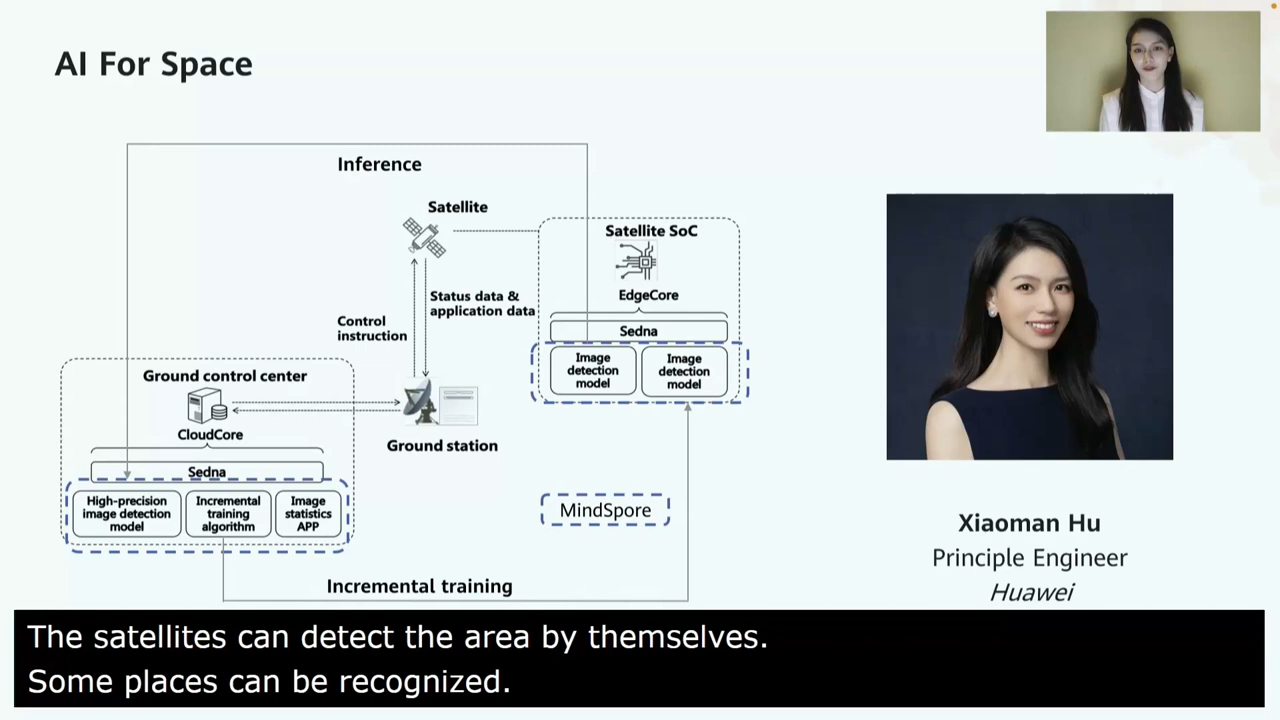 AI For Space
Inference
Satellite
Satellite SoC
EdgeCore
Status data &
application data
Control
instruction
Sedna
Image
detection
model
Image
detection
model
Ground control center
CloudCore
Ground station
Sedna
High-precision
image detection
model
Incremental
training
algorithm
Image
statistics
APP
MindSpore
Incremental training
Xiaoman Hu
Principle Engineer
Huawei
The satellites can detect the area by themselves.
Some places can be recognized.